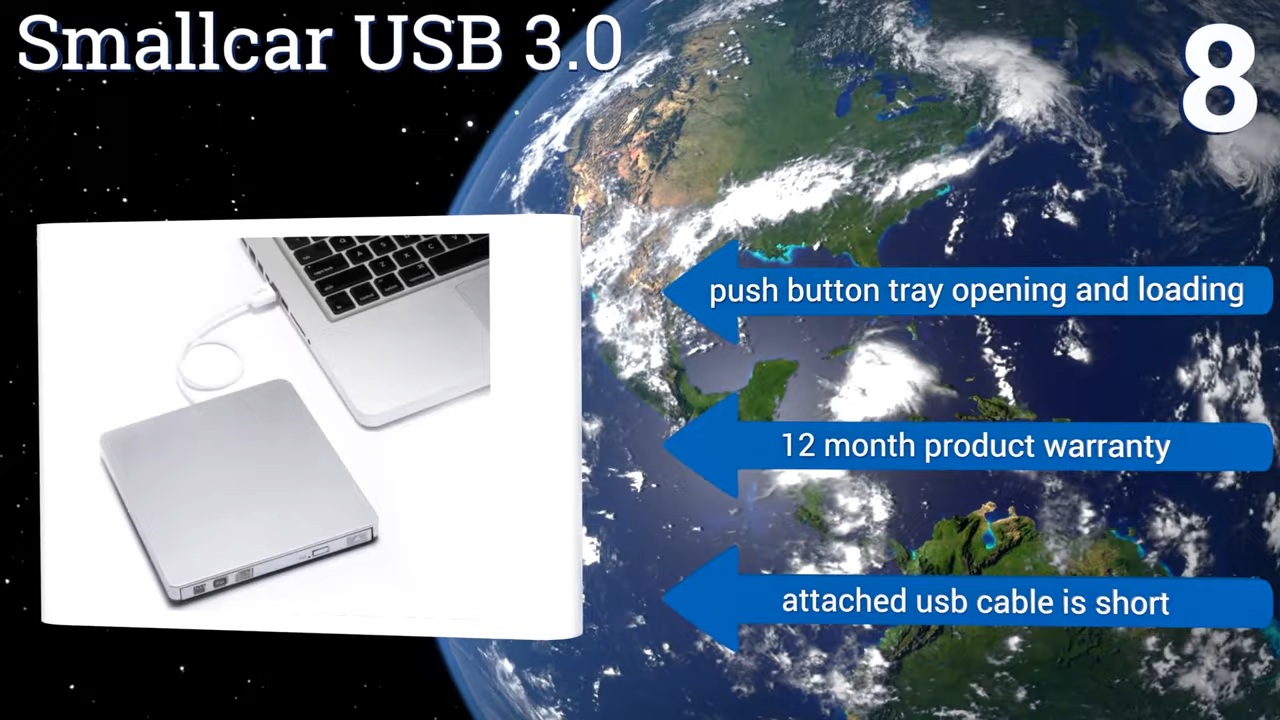 Smallcar USB 3.0
8
push button tray opening and loading
12 month product warranty
attached usb cable is short